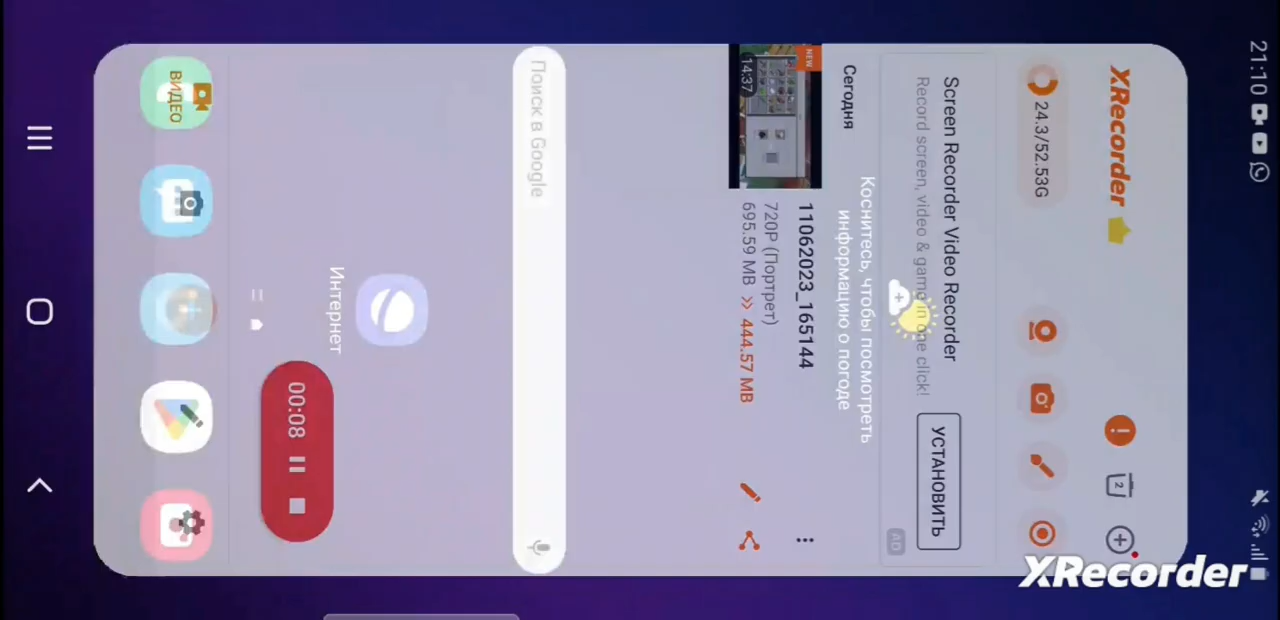 21:10
XRecorder
2
24.3/52.53G
Screen Recorder Video Recorder
Record screen, video & game in one click!
УСТАНОВИТЬ
AD
Коснитесь, чтобы посмотреть
информацию о погоде
Сегодня
NEW
14:37
11062023_165144
720P (Портрет)
695.59 MB >> 444.57 MB
Поиск в Google
Интернет
00:08
ВИДЕО
XRecorder